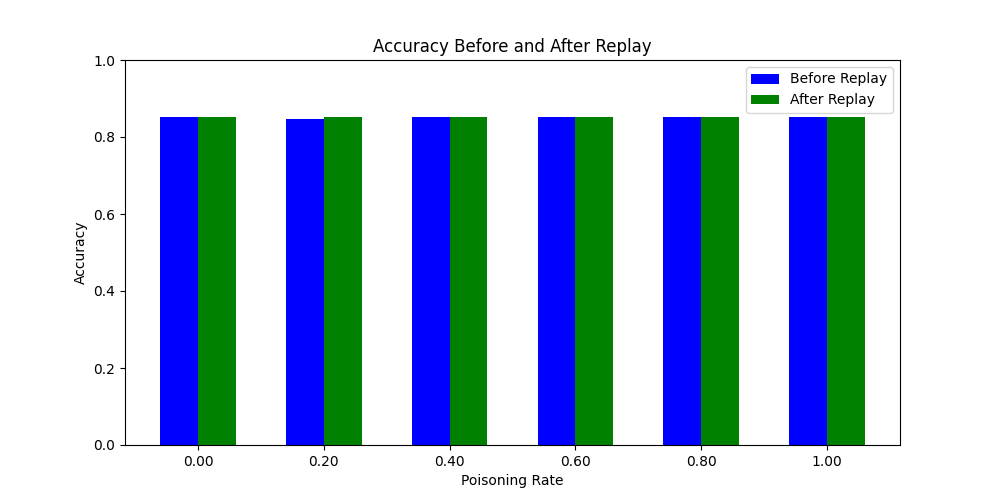 Accuracy Before and After Replay
Before Replay
After Replay
1.0
0.8
0.6
0.4
0.2
0.0
Accuracy
0.00 0.20 0.40 0.60 0.80 1.00
Poisoning Rate